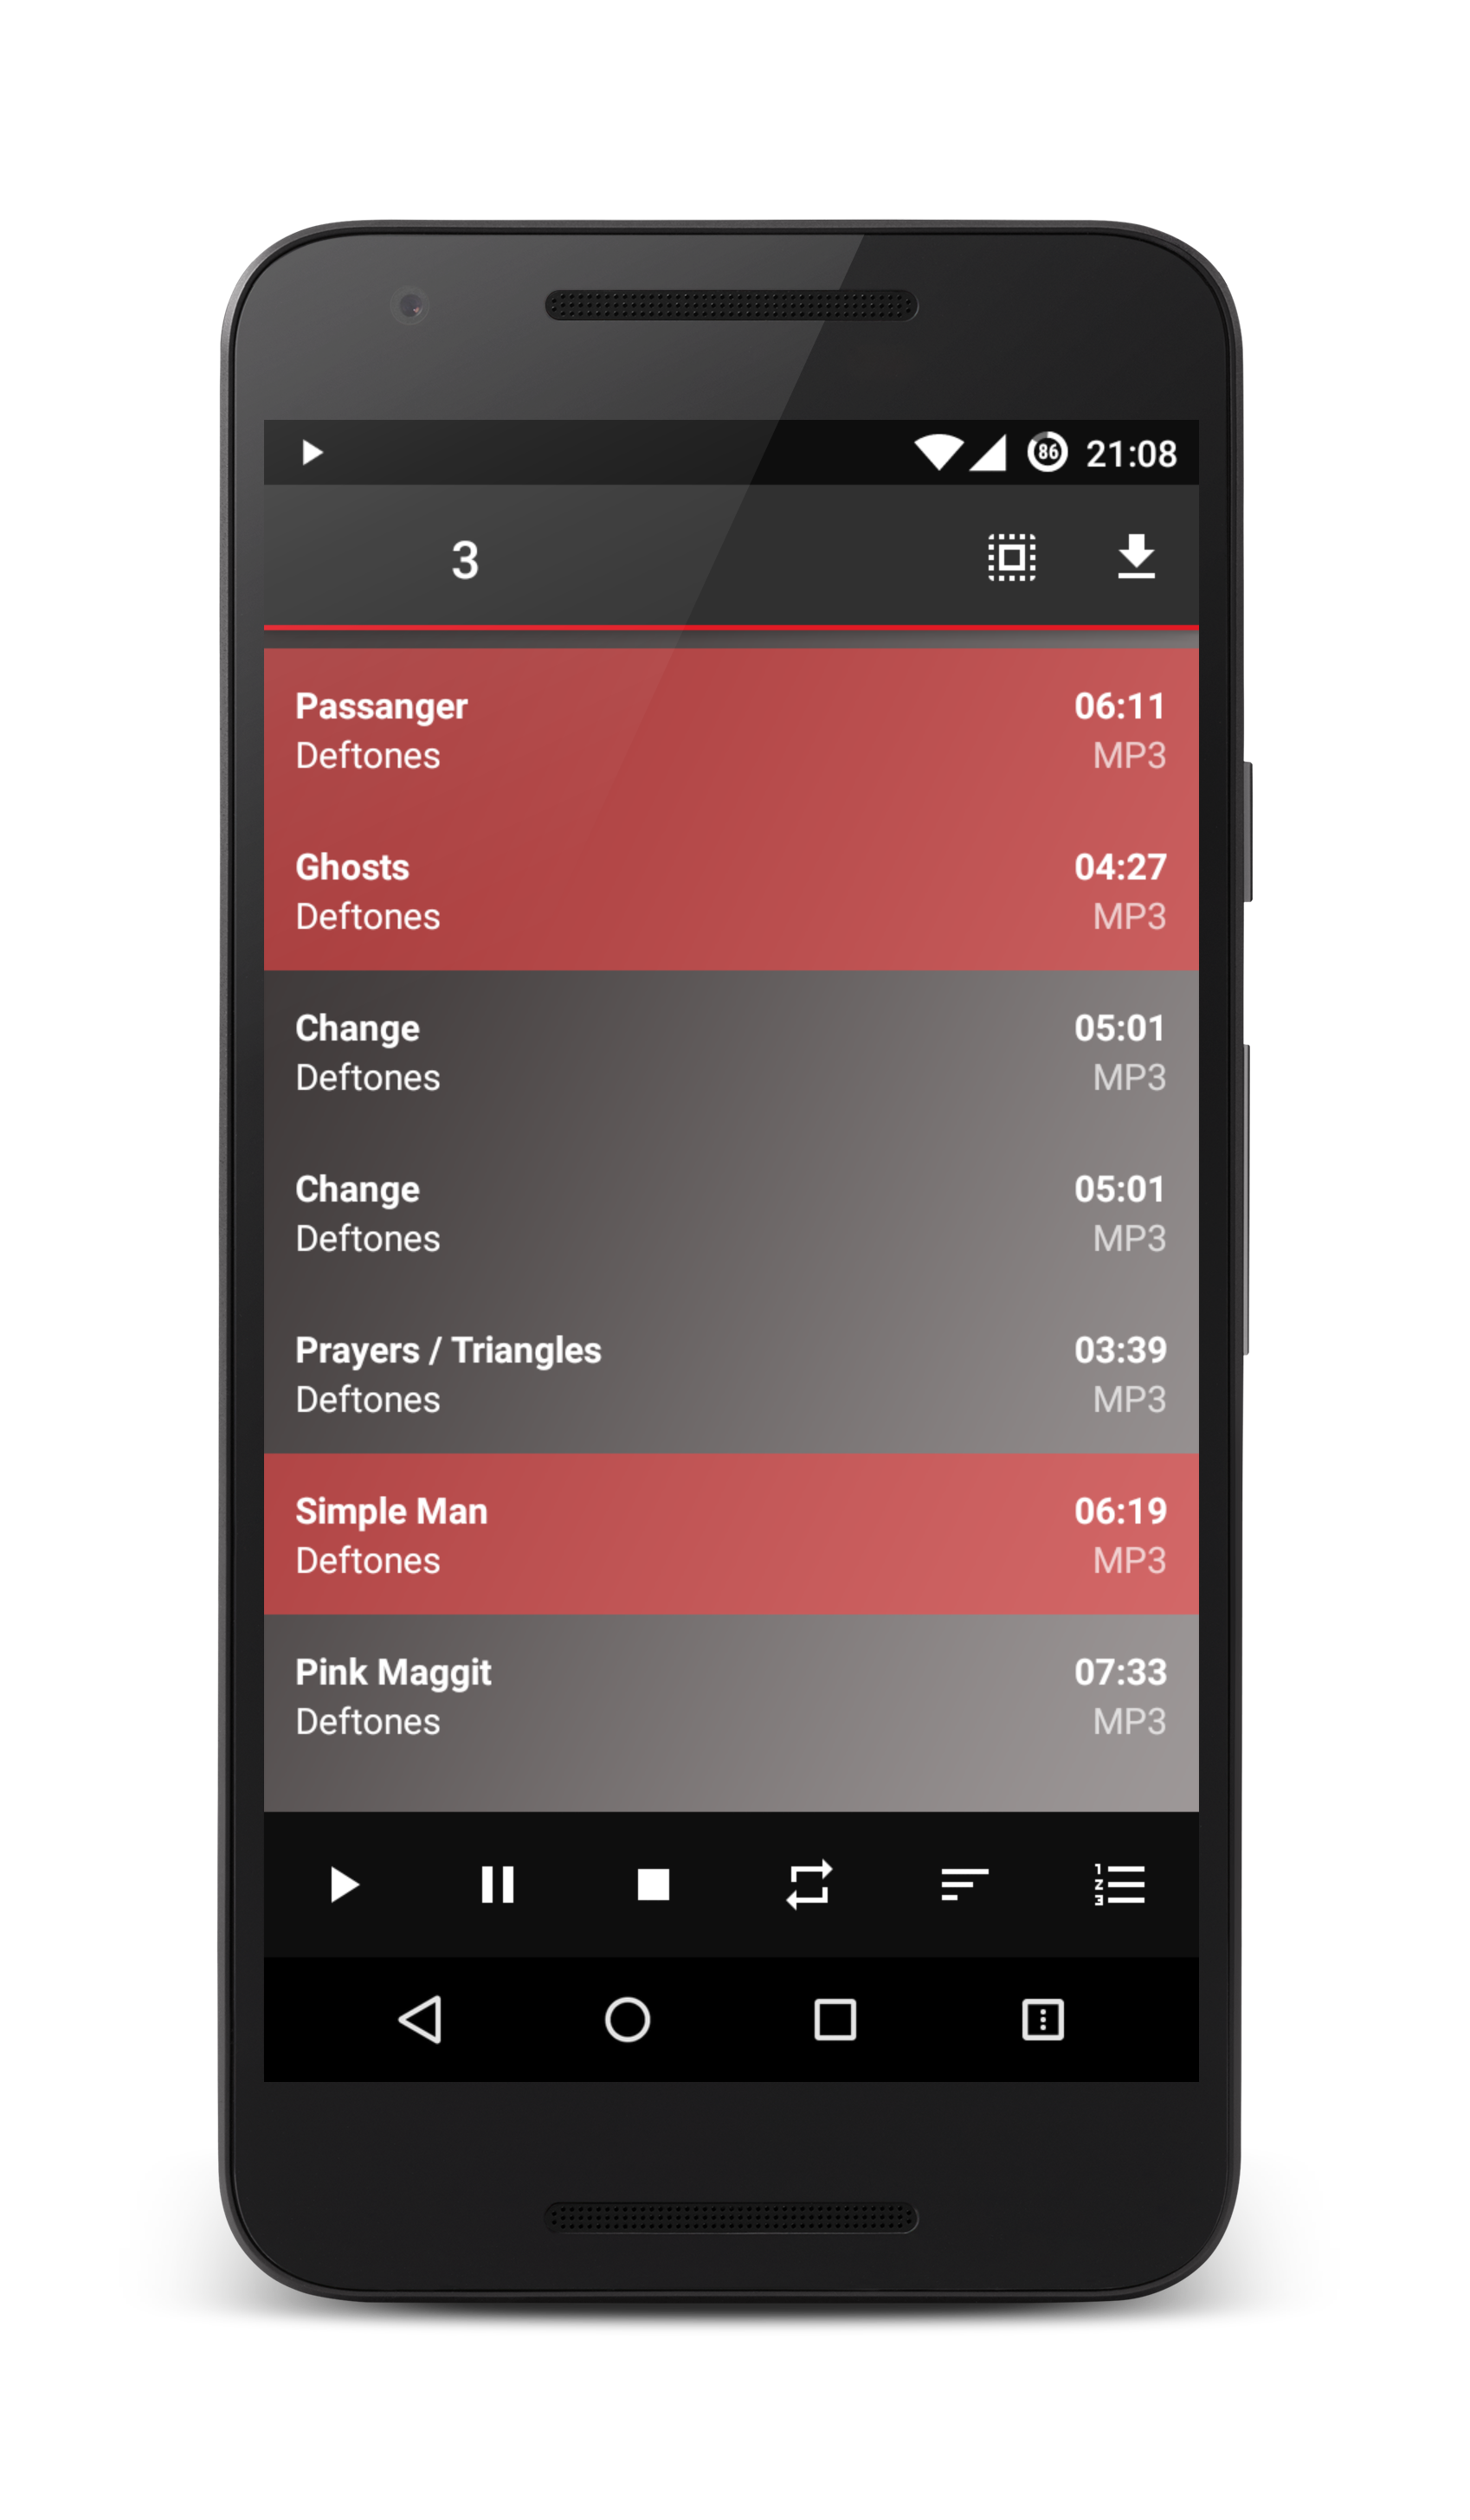 86 21:08
3
Passanger 06:11
Deftones MP3
Ghosts 04:27
Deftones MP3
Change 05:01
Deftones MP3
Change 05:01
Deftones MP3
Prayers / Triangles 03:39
Deftones MP3
Simple Man 06:19
Deftones MP3
Pink Maggit 07:33
Deftones MP3